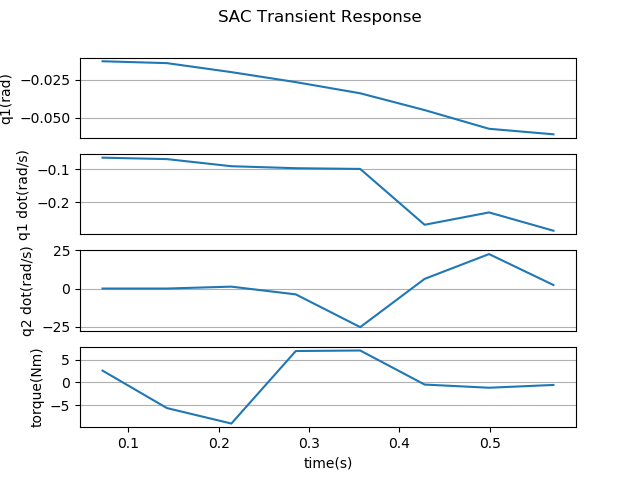 SAC Transient Response
q1(rad)
−0.025
−0.050
q1 dot(rad/s)
−0.1
−0.2
q2 dot(rad/s)
25
0
−25
torque(Nm)
5
0
−5
0.1 0.2 0.3 0.4 0.5
time(s)